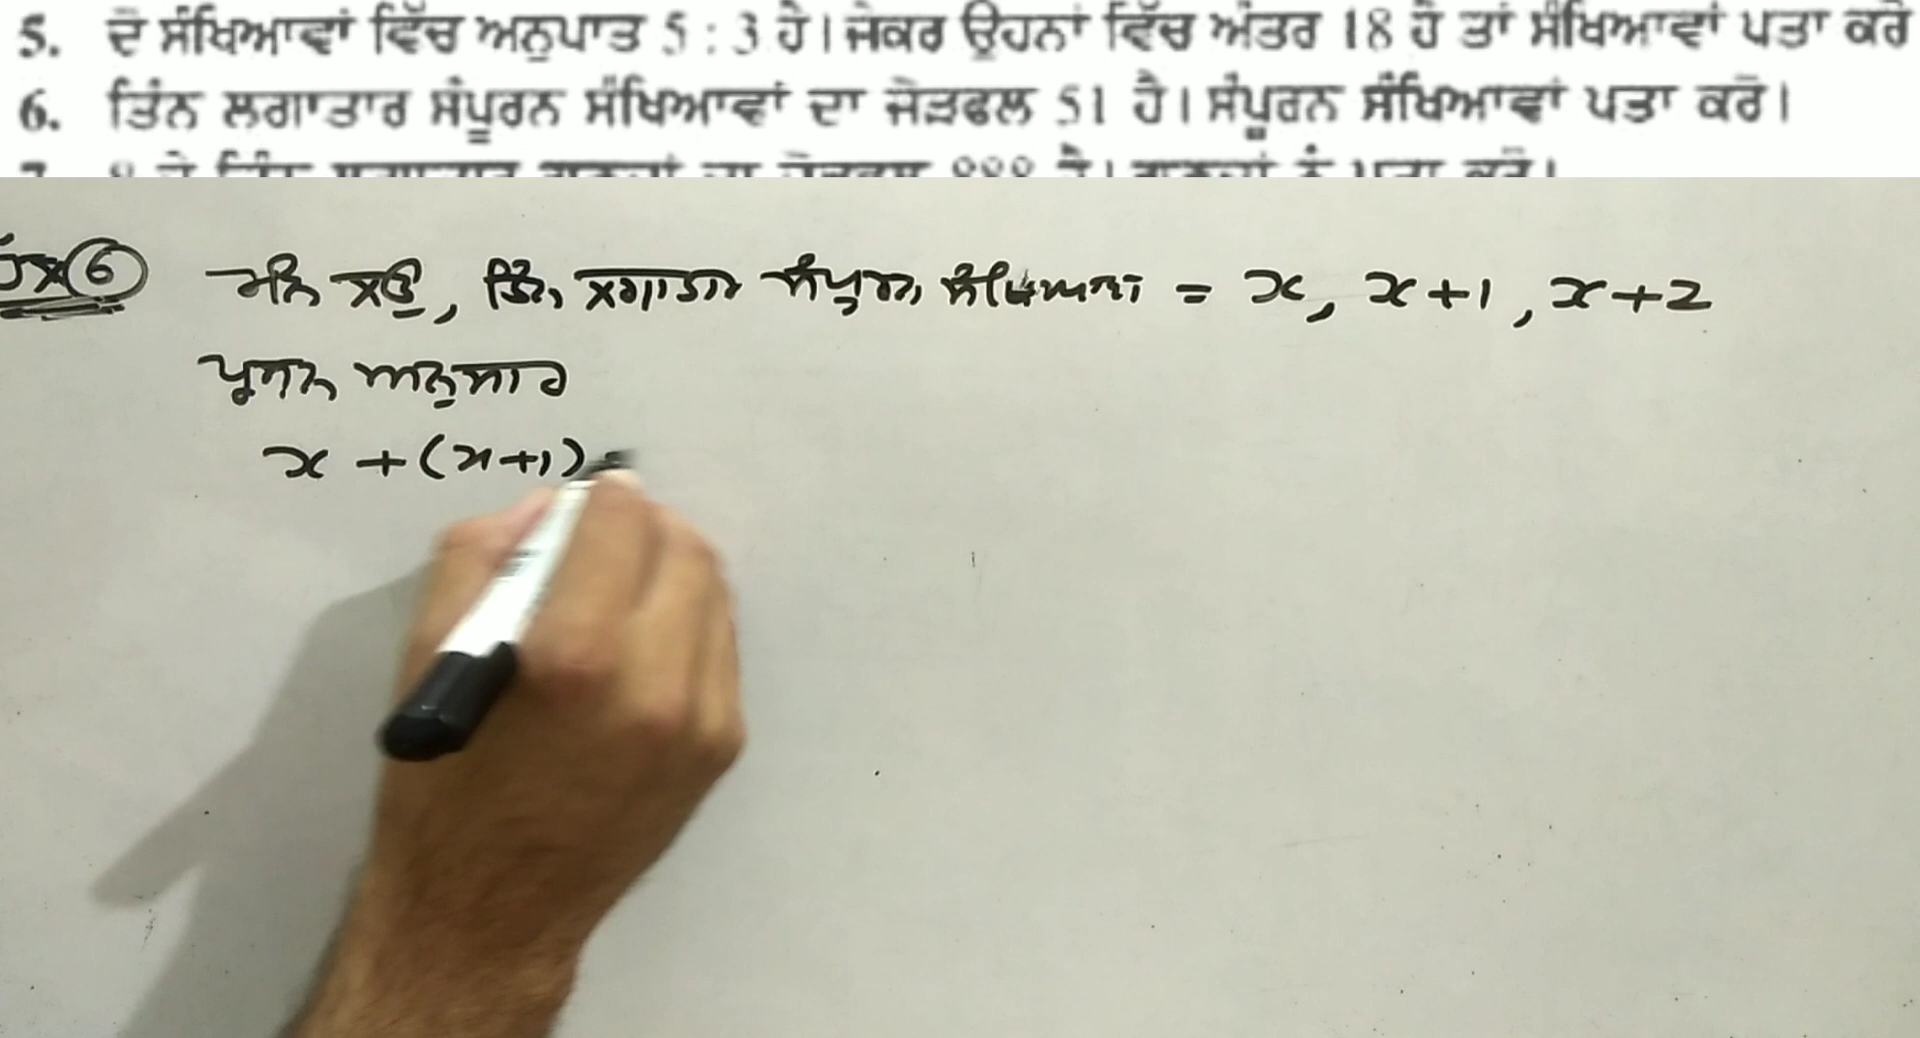 5. ਦੋ ਸੰਖਿਆਵਾਂ ਵਿੱਚ ਅਨੁਪਾਤ 5 : 3 ਹੈ। ਜੇਕਰ ਉਹਨਾਂ ਵਿੱਚ ਅੰਤਰ 18 ਹੈ ਤਾਂ ਸੰਖਿਆਵਾਂ ਪਤਾ ਕਰੋ
6. ਤਿੰਨ ਲਗਾਤਾਰ ਸੰਪੂਰਨ ਸੰਖਿਆਵਾਂ ਦਾ ਜੋੜਫਲ 51 ਹੈ। ਸੰਪੂਰਨ ਸੰਖਿਆਵਾਂ ਪਤਾ ਕਰੋ।
6 ਮੰਨ ਲਉ, ਤਿੰਨ ਲਗਾਤਾਰ ਸੰਪੂਰਨ ਸੰਖਿਆਵਾਂ = x, x+1, x+2
ਪ੍ਰਸ਼ਨ ਅਨੁਸਾਰ
x + (x+1)